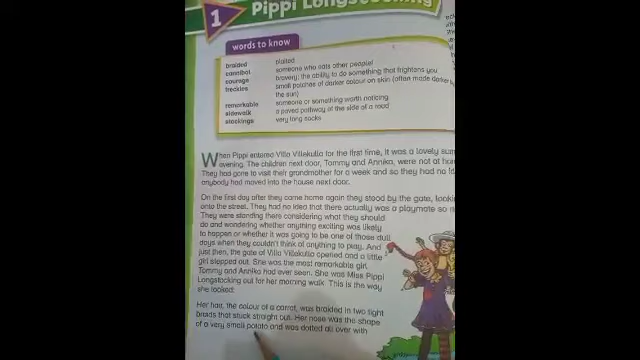 1 Pippi Longstocking
words to know
braided plaited
cannibal someone who eats other people!
courage bravery; the ability to do something that frightens you
freckles small patches of darker colour on skin (often made darker
the sun)
remarkable someone or something worth noticing
sidewalk a paved pathway at the side of a road
stockings very long socks
When Pippi entered Villa Villekulla for the first time, it was a lovely
evening. The children next door, Tommy and Annika, were not at
They had gone to visit their grandmother for a week and so they had no
anybody had moved into the house next door.
On the first day after they came home again they stood by the gate,
onto the street. They had no idea that there actually was a playmate so
They were standing there considering what they should
do and wondering whether anything exciting was likely
to happen or whether it was going to be one of those dull
days when they couldn't think of anything to play. And
just then, the gate of Villa Villekulla opened and a little
girl stepped out. She was the most remarkable girl
Tommy and Annika had ever seen. She was Miss Pippi
Longstocking out for her morning walk. This is the way
she looked:
Her hair, the colour of a carrot, was braided in two tight
braids that stuck straight out. Her nose was the shape
of a very small potato and was dotted all over with